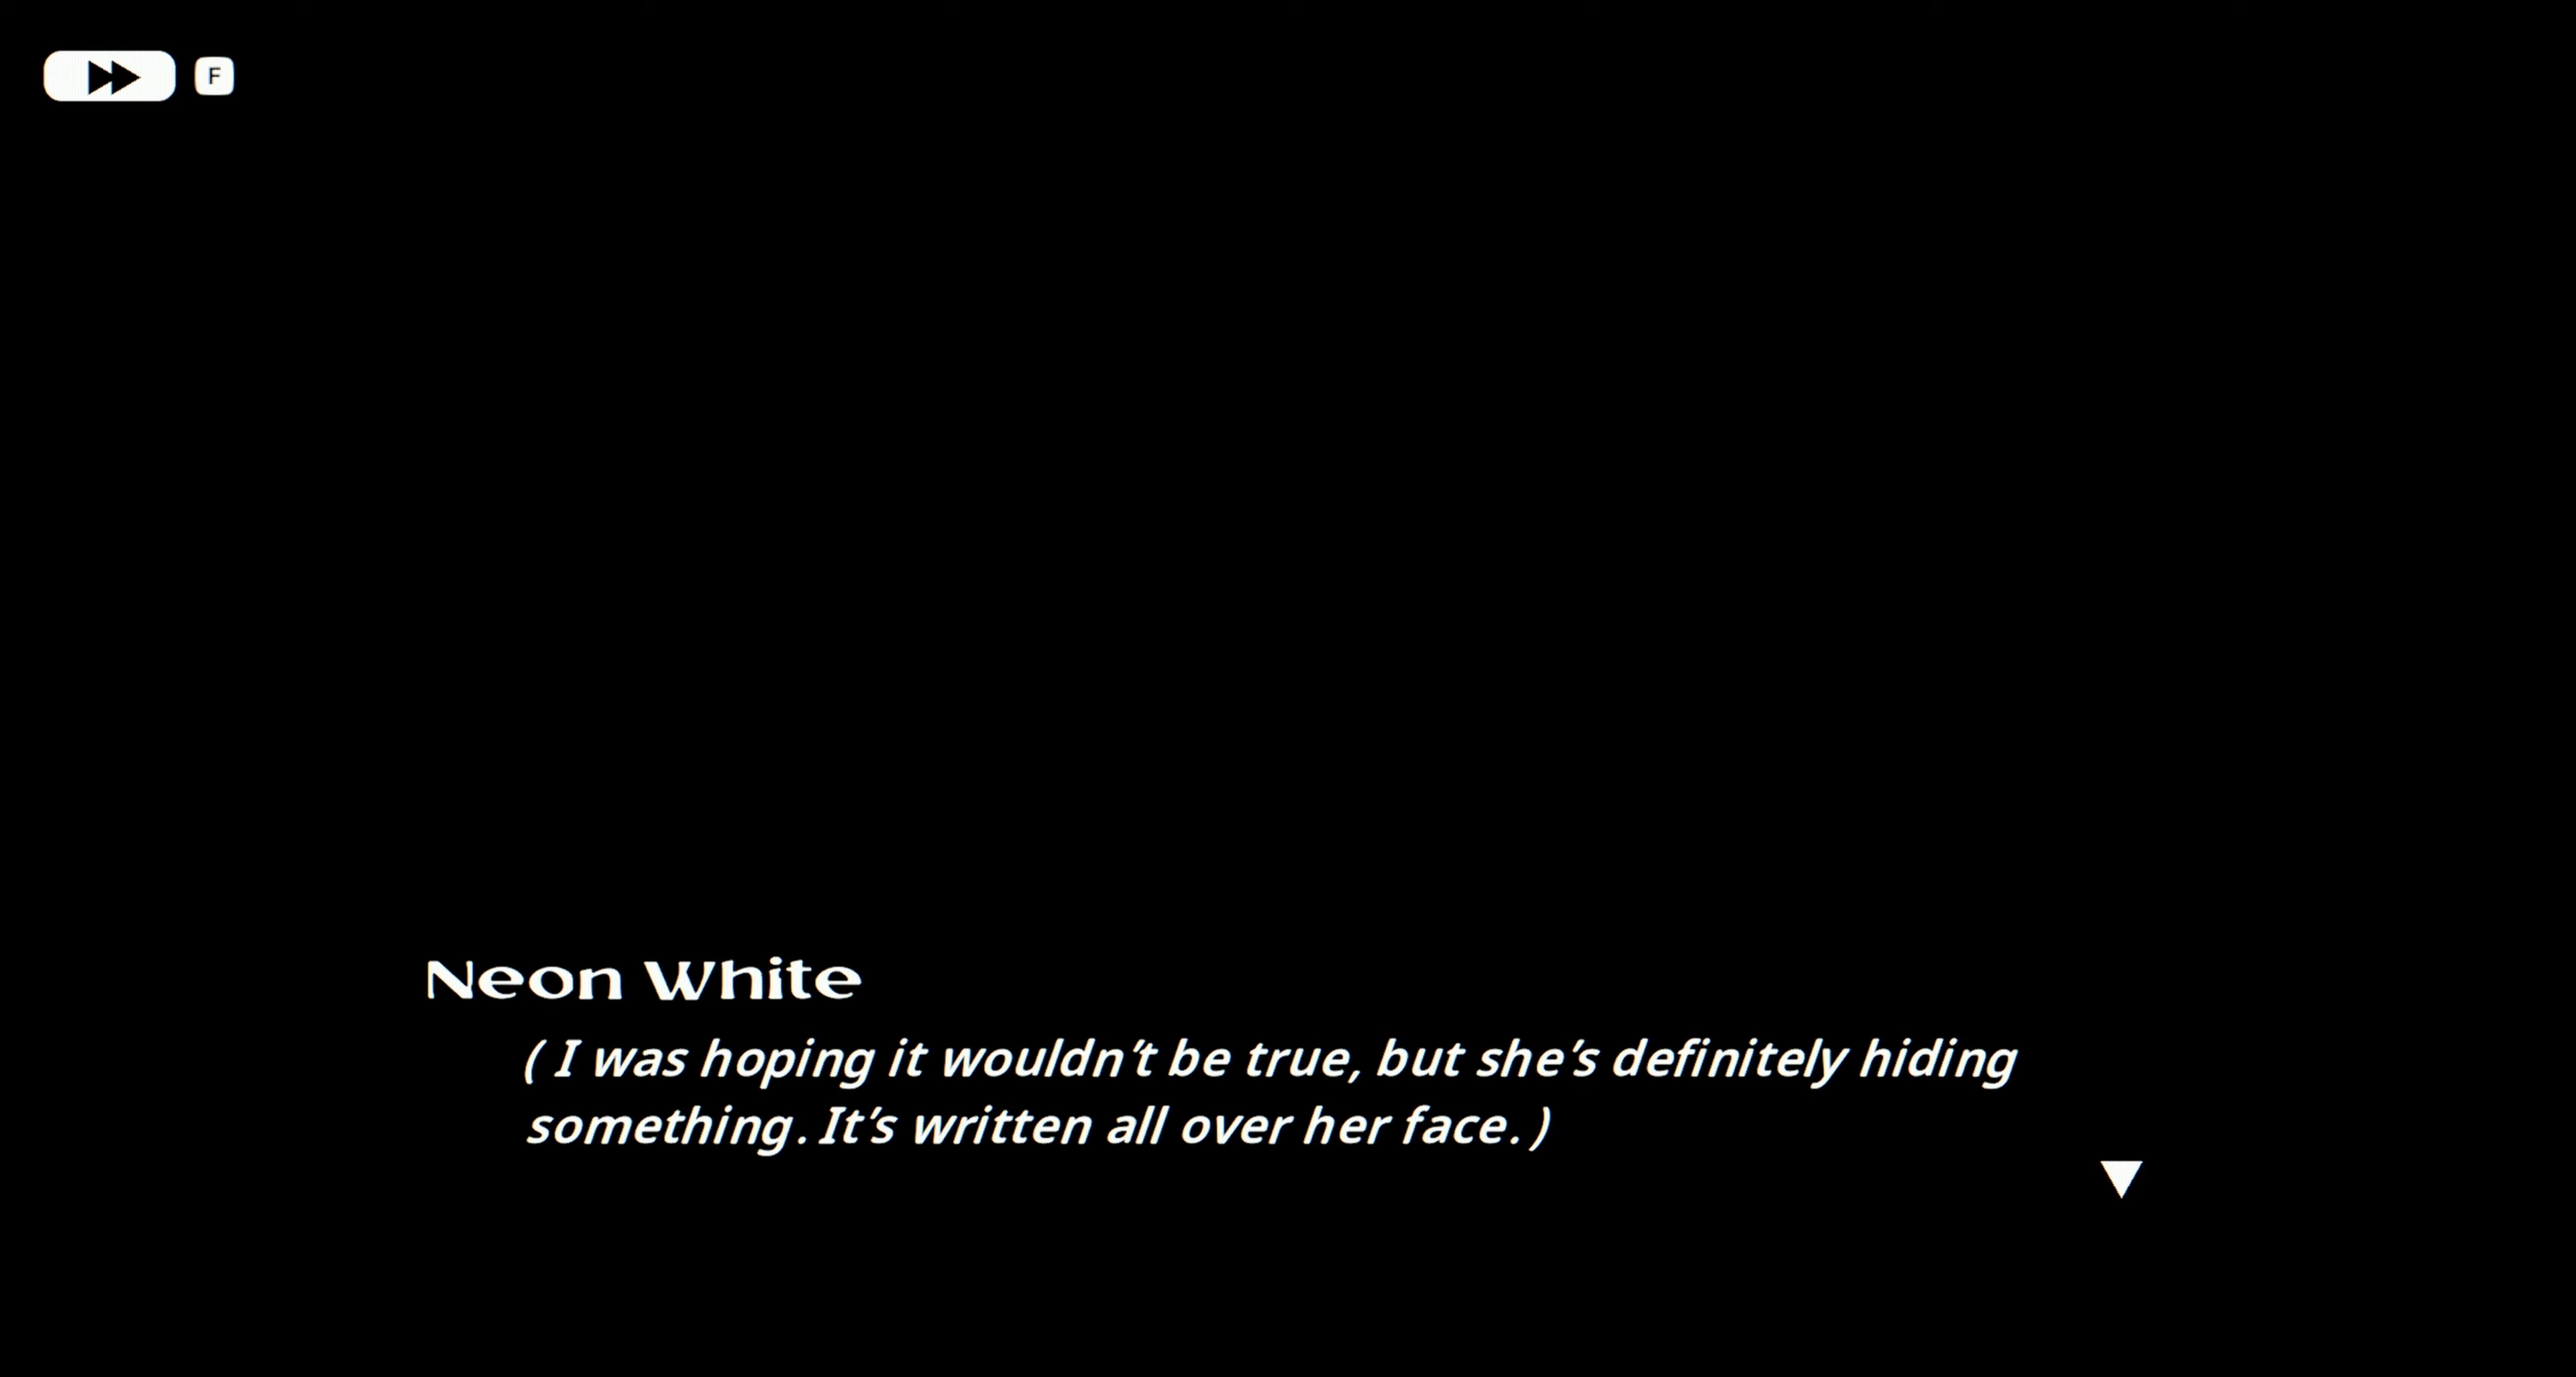 F
Neon White
( I was hoping it wouldn't be true, but she's definitely hiding
something. It's written all over her face. )